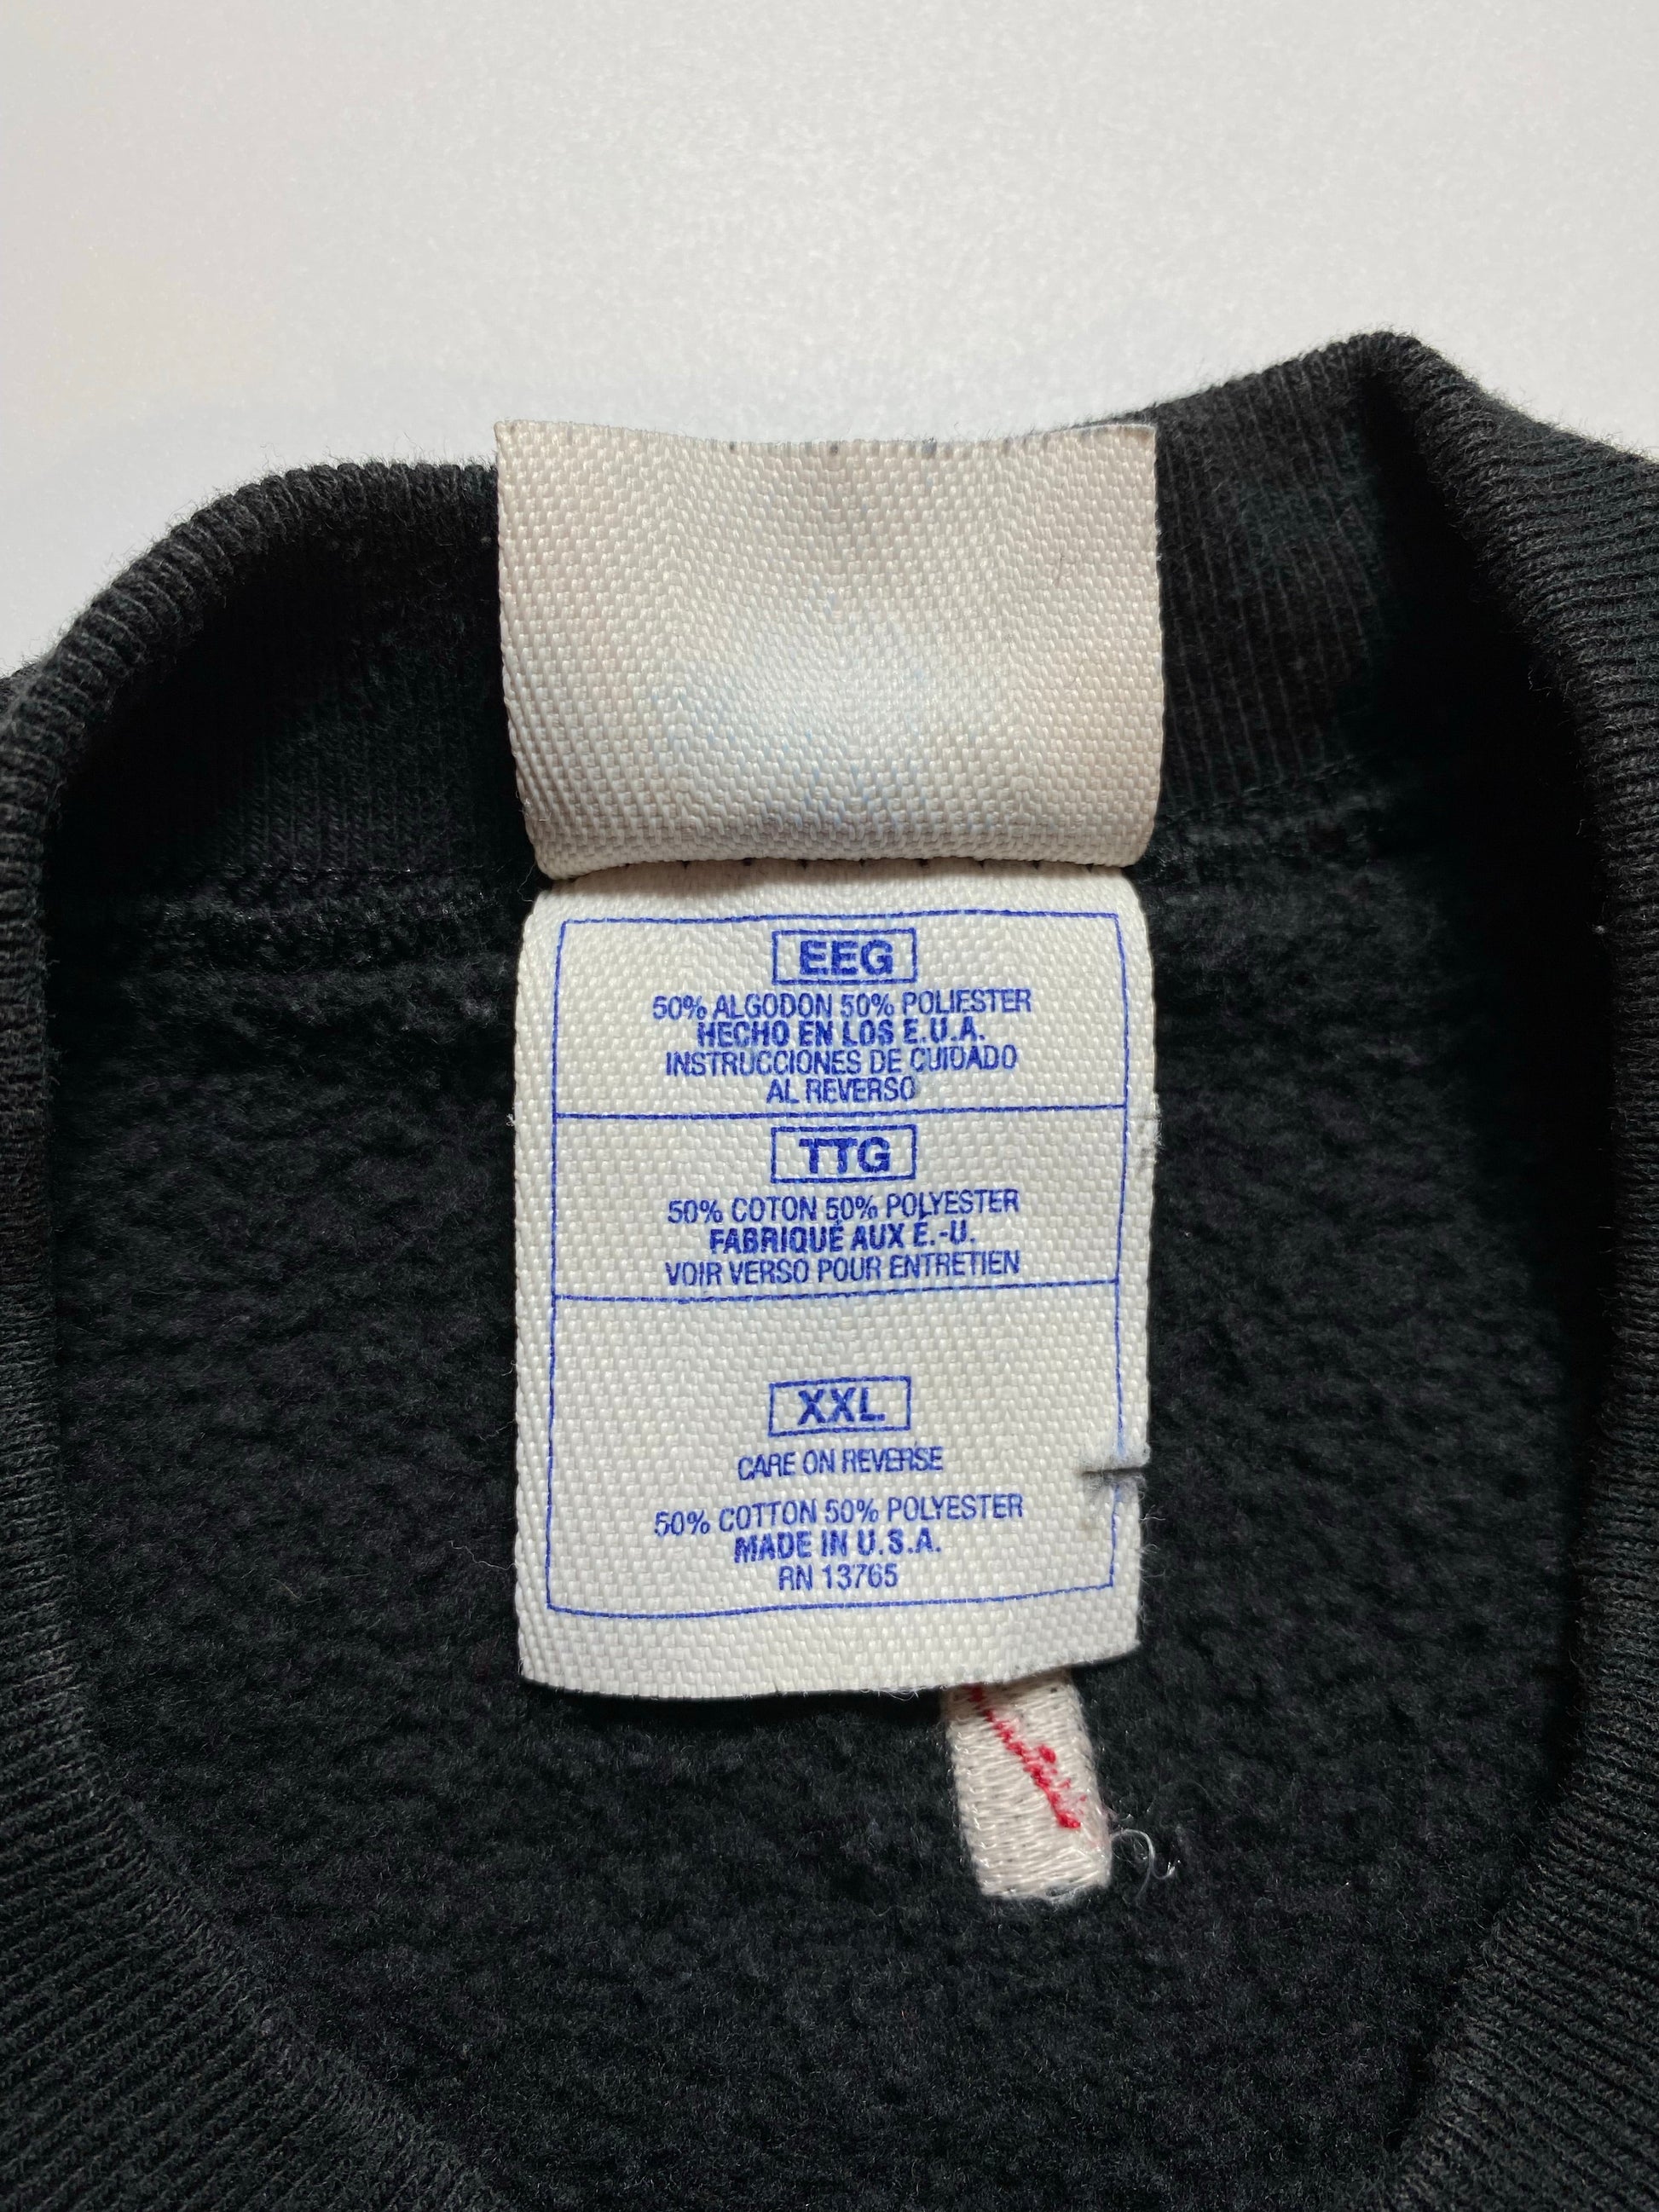 EEG
50% ALGODON 50% POLIESTER
HECHO EN LOS E.U.A.
INSTRUCCIONES DE CUIDADO
AL REVERSO
TTG
50% COTON 50% POLYESTER
FABRIQUÉ AUX É.-U.
VOIR VERSO POUR ENTRETIEN
XXL
CARE ON REVERSE
50% COTTON 50% POLYESTER
MADE IN U.S.A.
RN 13765